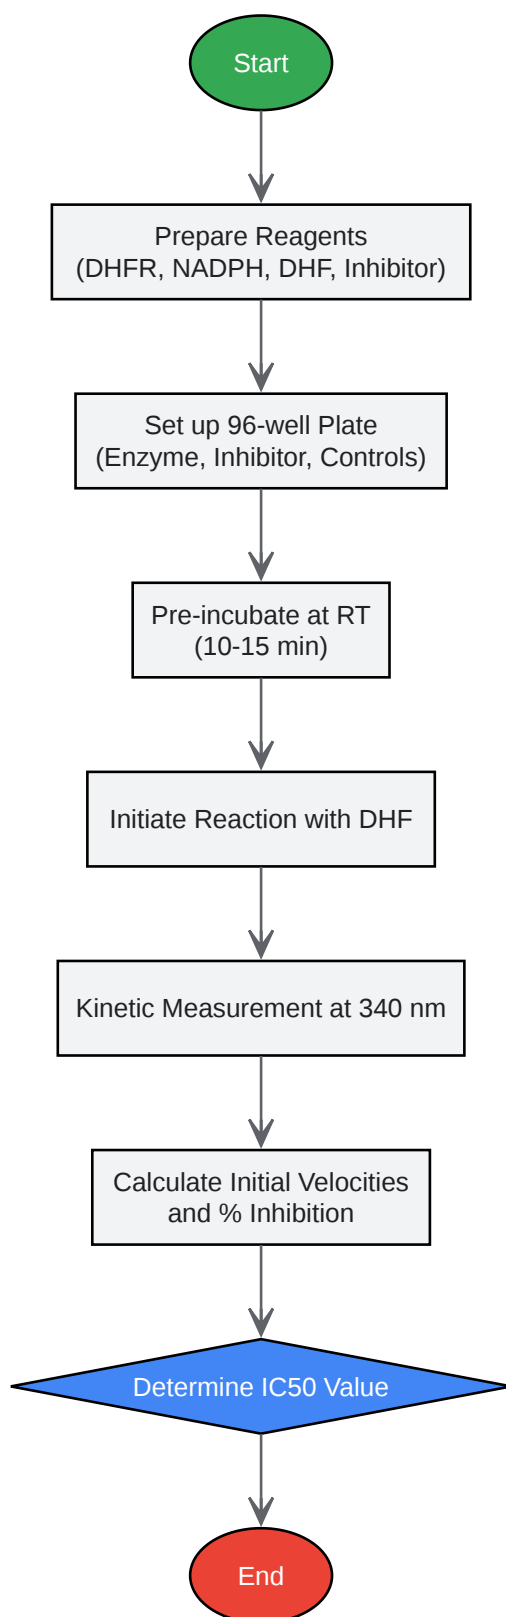 Start
Prepare Reagents
(DHFR, NADPH, DHF, Inhibitor)
Set up 96-well Plate
(Enzyme, Inhibitor, Controls)
Pre-incubate at RT
(10-15 min)
Initiate Reaction with DHF
Kinetic Measurement at 340 nm
Calculate Initial Velocities
and % Inhibition
Determine IC50 Value
End